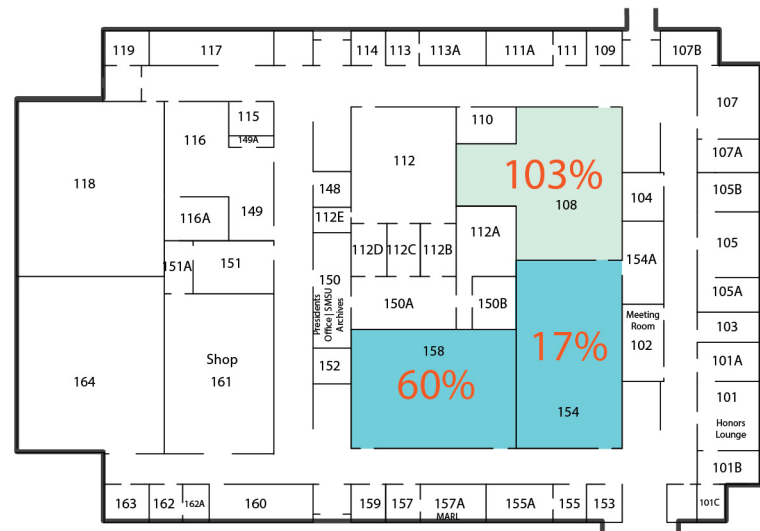 119
117
114
113
113A
111A
111
109
107B
115
149A
116
110
107
118
112
103%
108
107A
148
104
105B
116A
149
112E
112A
105
151A
151
112D
112C
112B
154A
150
Presidents
Office | SMSU
Archives
150A
150B
105A
Meeting
Room
102
103
158
17%
152
60%
101A
164
Shop
161
154
101
Honors
Lounge
101B
163
162
162A
160
159
157
157A
MARL
155A
155
153
101C